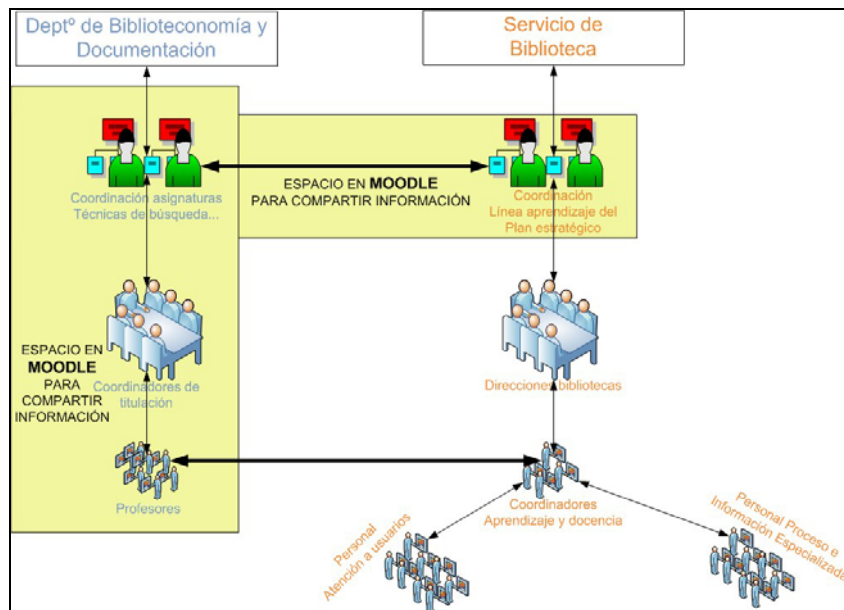 Deptº de Biblioteconomía y
Documentación
Servicio de
Biblioteca
Coordinación asignaturas
Técnicas de búsqueda...
ESPACIO EN MOODLE
PARA COMPARTIR INFORMACIÓN
Coordinación
Línea aprendizaje del
Plan estratégico
ESPACIO EN
MOODLE
PARA
COMPARTIR
INFORMACIÓN
Coordinadores de
titulación
Direcciones bibliotecas
Profesores
Coordinadores
Aprendizaje y docencia
Personal
Atención a usuarios
Personal Proceso e
Información Especializada